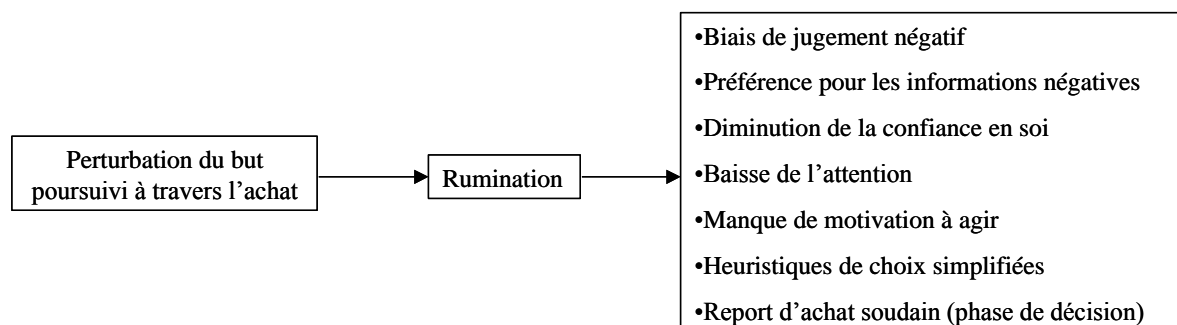 Perturbation du but
poursuivi à travers l’achat
Rumination
•Biais de jugement négatif
•Préférence pour les informations négatives
•Diminution de la confiance en soi
•Baisse de l’attention
•Manque de motivation à agir
•Heuristiques de choix simplifiées
•Report d’achat soudain (phase de décision)